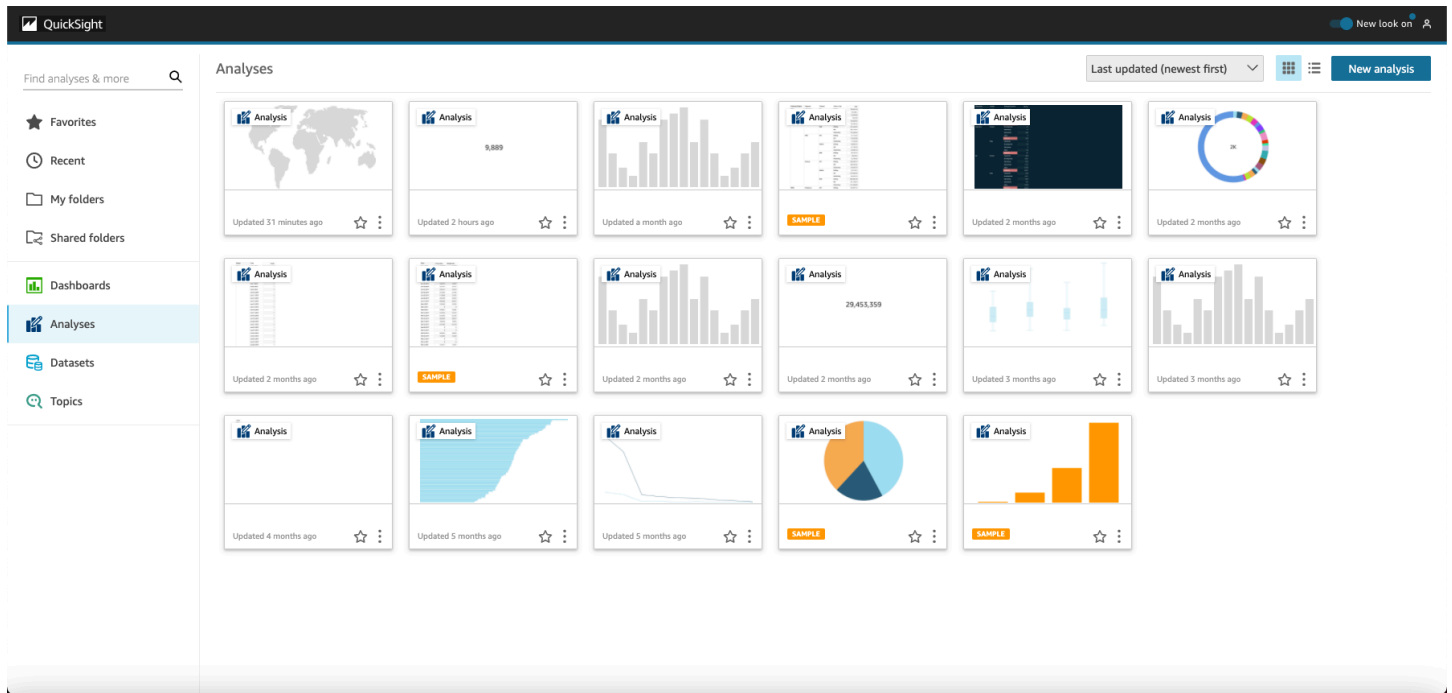 QuickSight
New look on
Find analyses & more
Favorites
Recent
My folders
Shared folders
Dashboards
Analyses
Datasets
Topics
Analyses
Last updated (newest first)
New analysis
Analysis
Updated 31 minutes ago
Analysis
9,889
Updated 2 hours ago
Analysis
Updated a month ago
Analysis
SAMPLE
Analysis
Updated 2 months ago
Analysis
2K
Updated 2 months ago
Analysis
Updated 2 months ago
Analysis
SAMPLE
Analysis
Updated 2 months ago
Analysis
29,453,359
Updated 2 months ago
Analysis
Updated 3 months ago
Analysis
Updated 3 months ago
Analysis
Updated 4 months ago
Analysis
Updated 5 months ago
Analysis
Updated 5 months ago
Analysis
SAMPLE
Analysis
SAMPLE